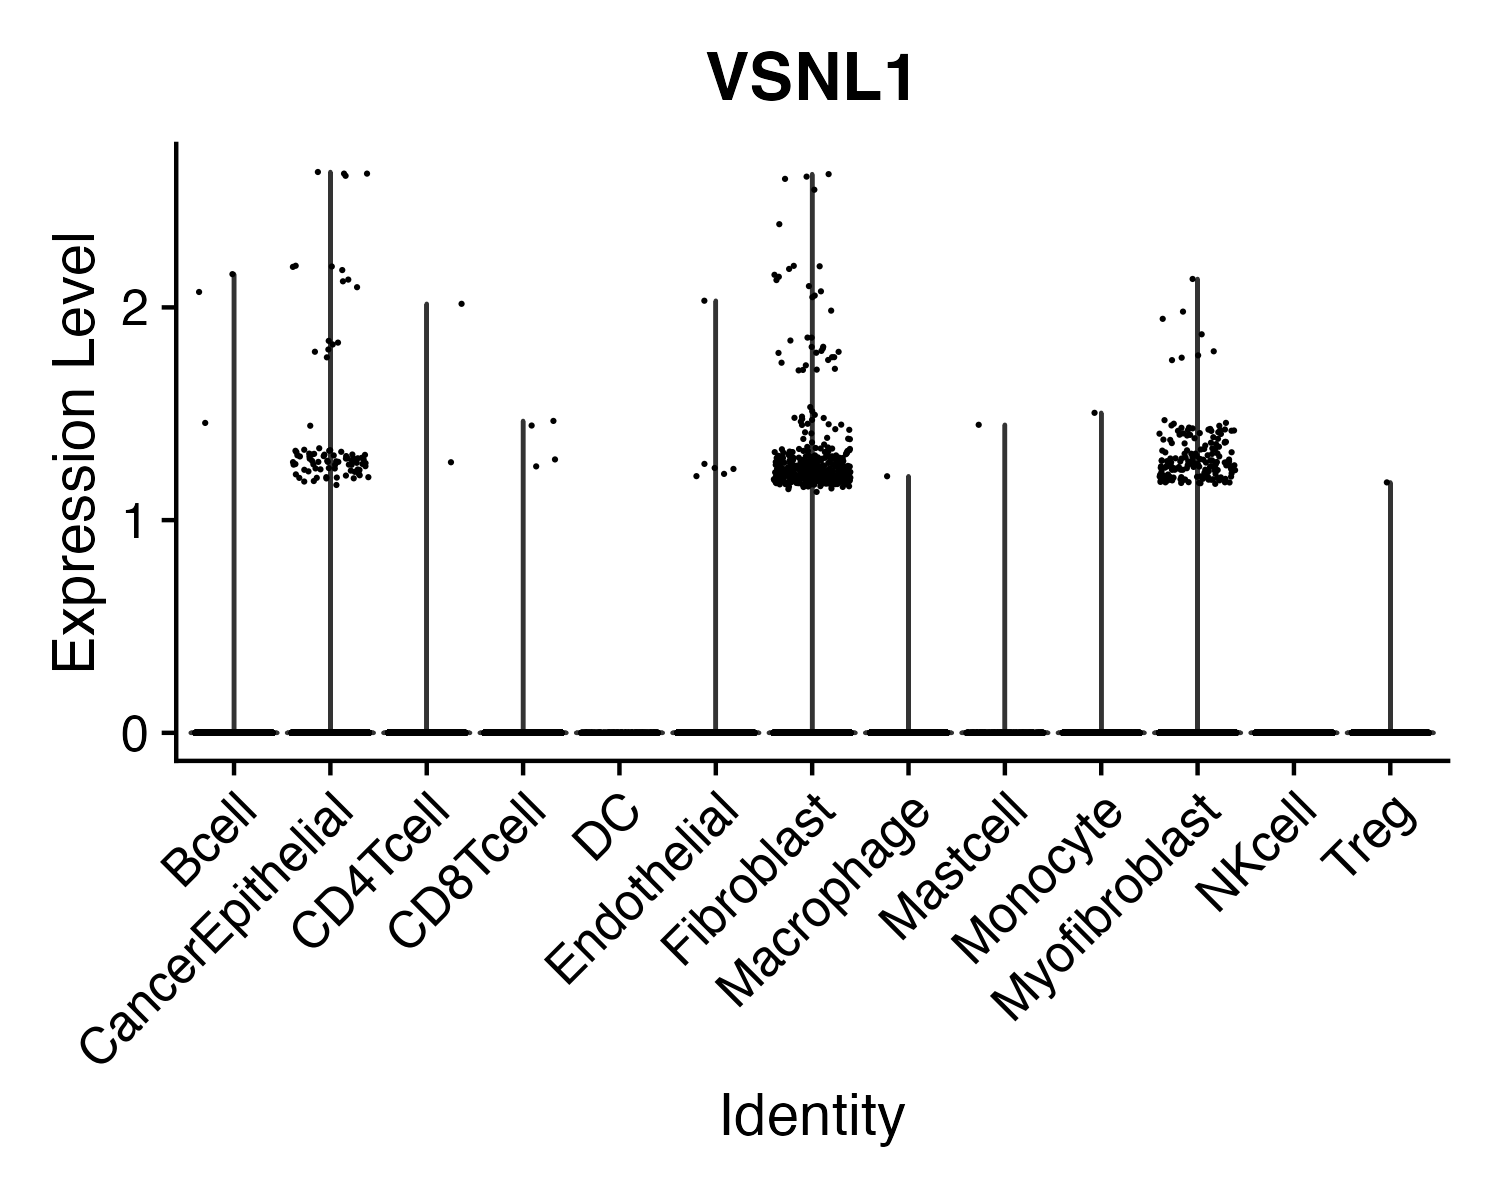 VSNL1
Expression Level
2
1
0
Bcell
CancerEpithelial
CD4Tcell
CD8Tcell
DC
Endothelial
Fibroblast
Macrophage
Mastcell
Monocyte
Myofibroblast
NKcell
Treg
Identity